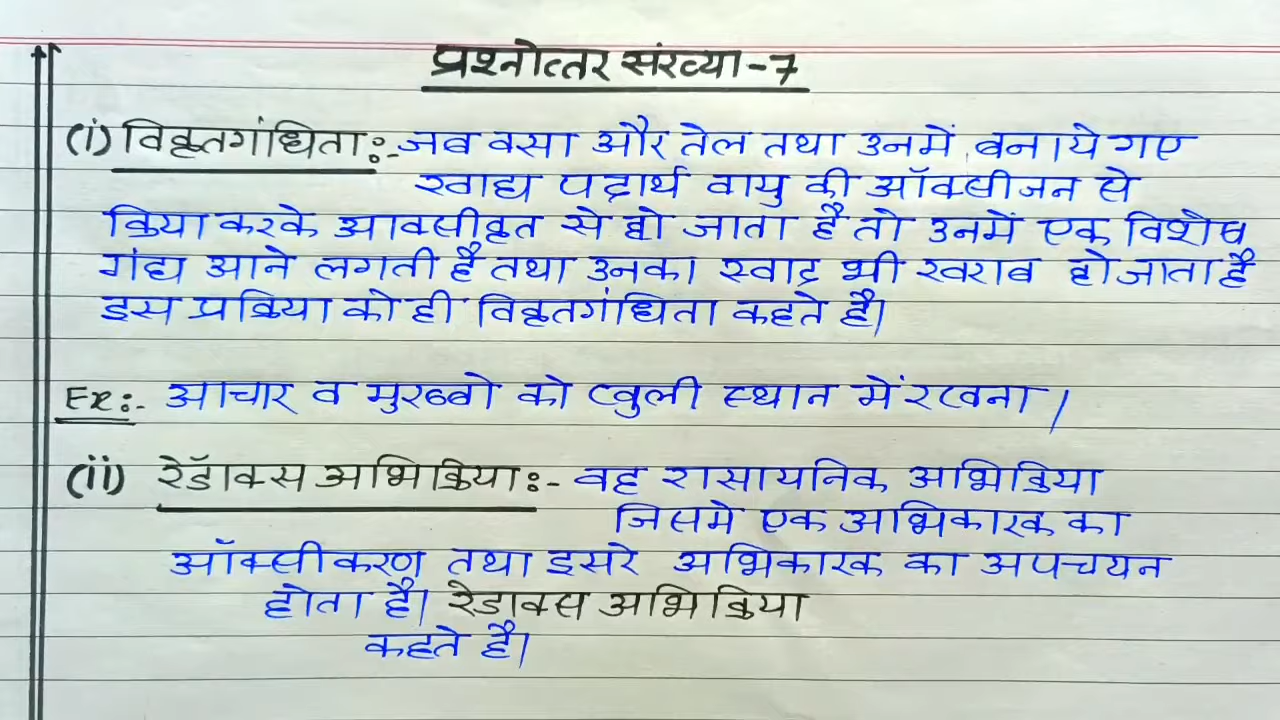 प्रश्नोत्तर संख्या-7
(i) विकृतगंधिता:- जब वसा और तेल तथा उनमें बनाये गए
खाद्य पदार्थ वायु की ऑक्सीजन से
क्रिया करके आक्सीकृत से हो जाता है तो उनमें एक विशेष
गंध आने लगती है तथा उनका स्वाद भी खराब हो जाता है
इस प्रक्रिया को ही विकृतगंधिता कहते है।
Ex:- आचार व मुरब्बो को खुली स्थान में रखना।
(ii) रेडॉक्स अभिक्रिया:- वह रासायनिक अभिक्रिया
जिसमे एक अभिकारक का
ऑक्सीकरण तथा इसरे अभिकारक का अपचयन
होता है। रेडाक्स अभिक्रिया
कहते है।